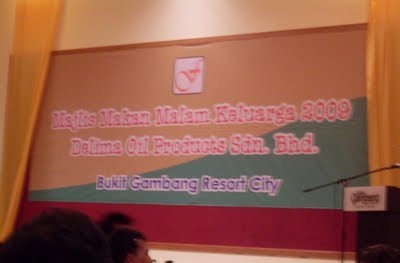 Majlis Makan Malam Keluarga 2009
Delima Oil Products Sdn. Bhd.
Bukit Gambang Resort City